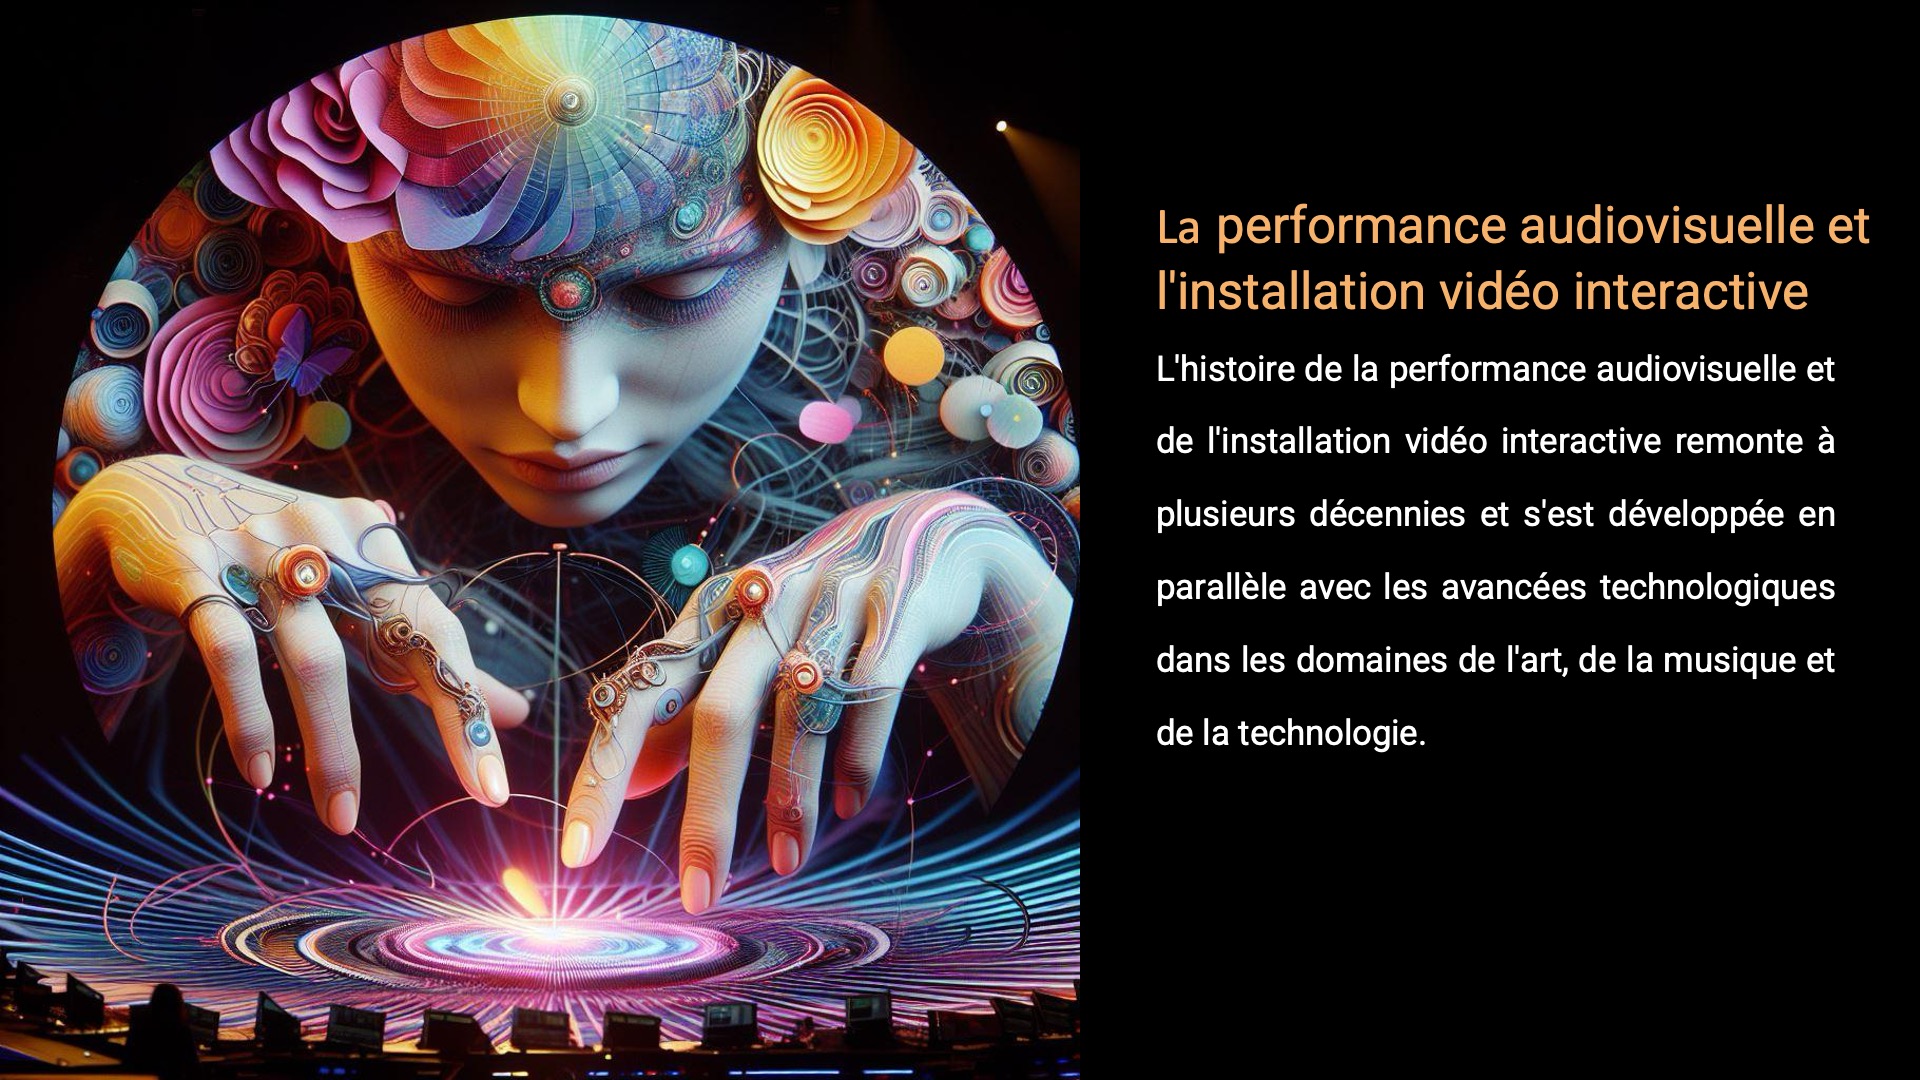 La performance audiovisuelle et
l'installation vidéo interactive
L'histoire de la performance audiovisuelle et
de l'installation vidéo interactive remonte à
plusieurs décennies et s'est développée en
parallèle avec les avancées technologiques
dans les domaines de l'art, de la musique et
de la technologie.